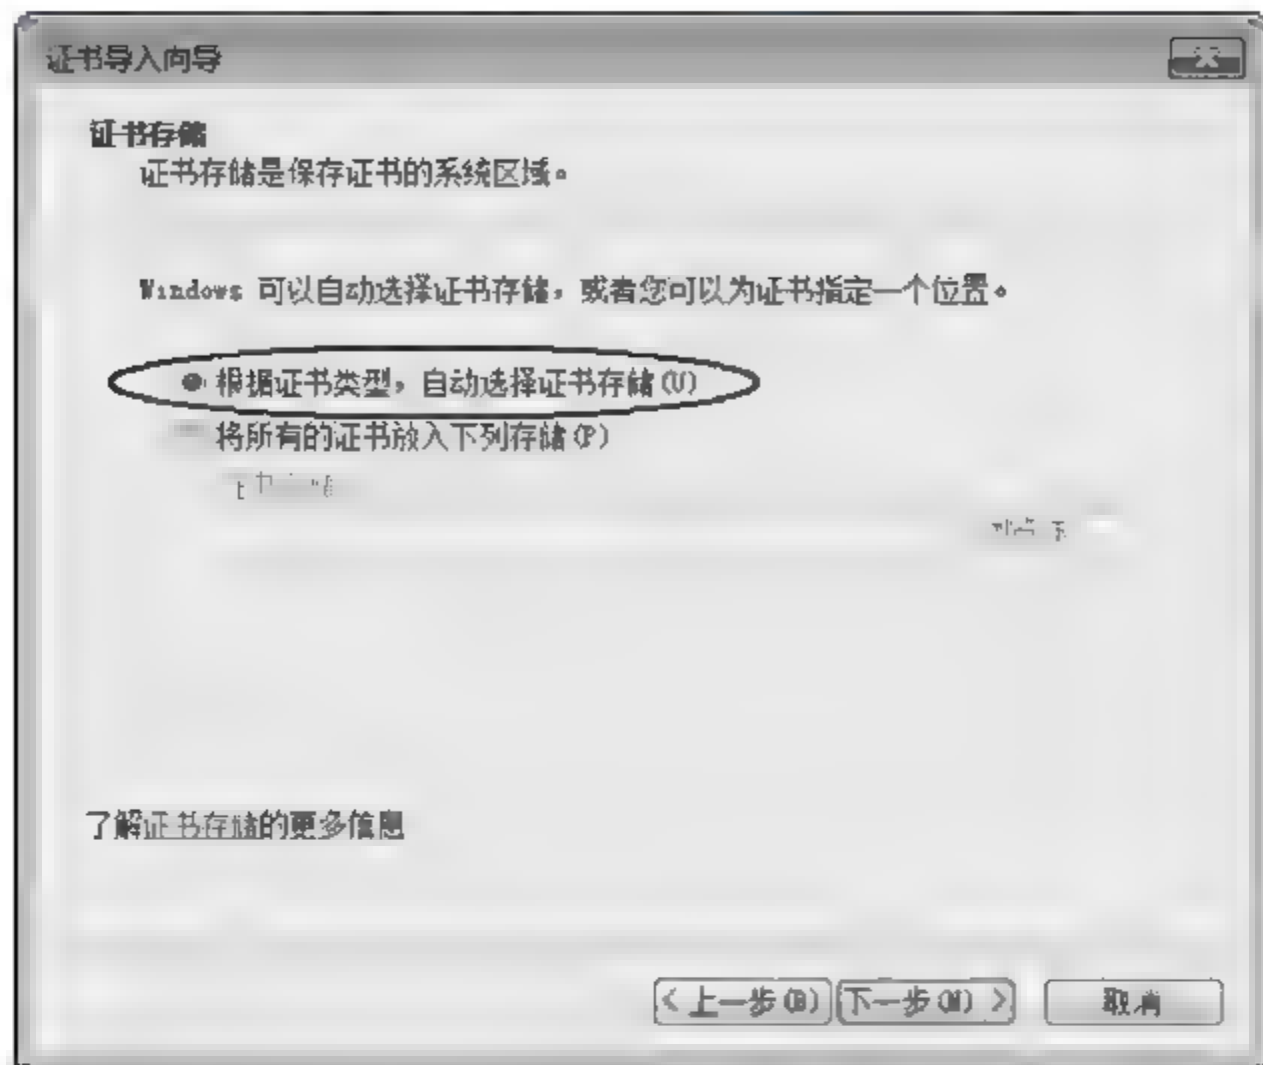 证书导入向导
证书存储
证书存储是保存证书的系统区域。
Windows 可以自动选择证书存储，或者您可以为证书指定一个位置。
根据证书类型，自动选择证书存储(U)
将所有的证书放入下列存储(P)
了解证书存储的更多信息
< 上一步(B) 下一步(N) > 取消